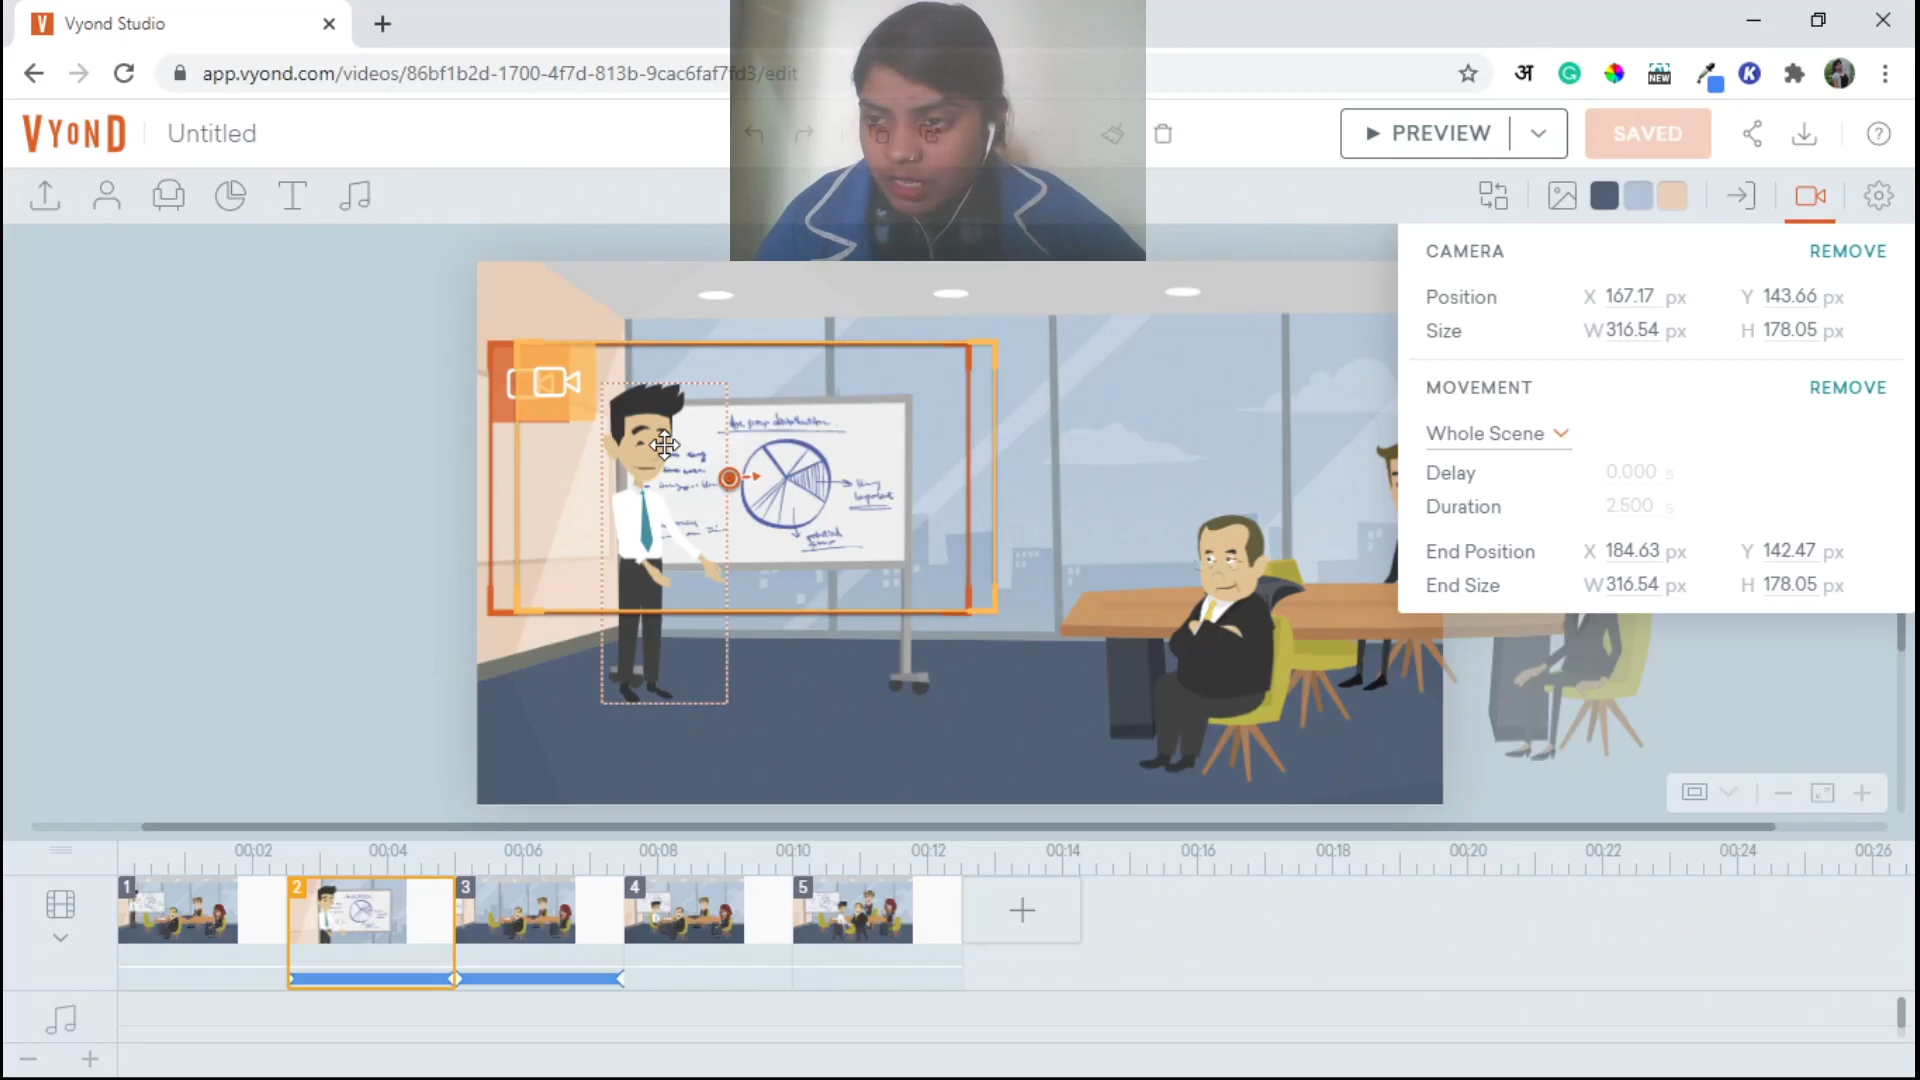 Vyond Studio
app.vyond.com/videos/86bf1b2d-1700-4f7d-813b-9cac6faf7fd3/edit
अ
G
NEW
K
VYOND
Untitled
PREVIEW
SAVED
CAMERA
REMOVE
Position
X 167.17 px
Y 143.66 px
Size
W 316.54 px
H 178.05 px
MOVEMENT
REMOVE
Whole Scene
Delay
0.000 s
Duration
2.500 s
End Position
X 184.63 px
Y 142.47 px
End Size
W 316.54 px
H 178.05 px
00:02
00:04
00:06
00:08
00:10
00:12
00:14
00:16
00:18
00:20
00:22
00:24
00:26
1
2
3
4
5